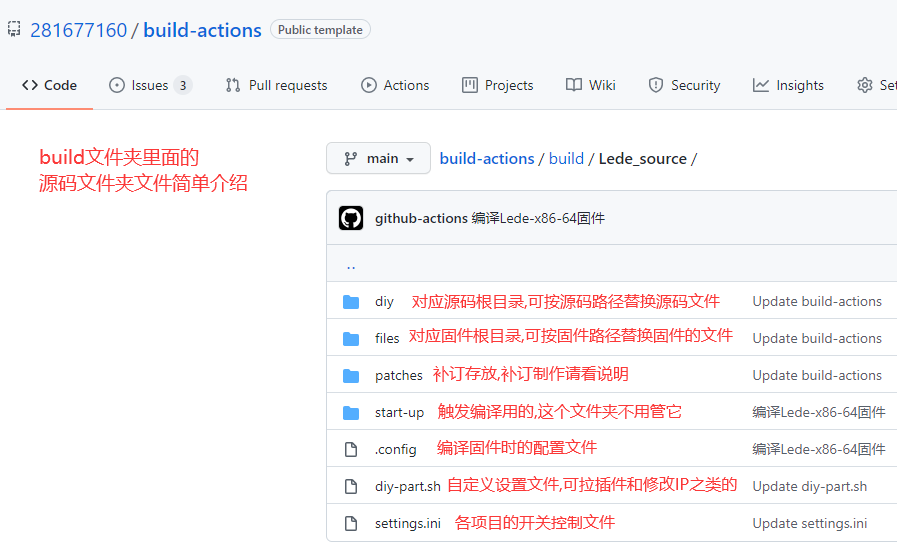 281677160 / build-actions Public template
Code Issues 3 Pull requests Actions Projects Wiki Security Insights Set
build文件夹里面的
源码文件夹文件简单介绍
main build-actions / build / Lede_source /
github-actions 编译Lede-x86-64固件
..
diy 对应源码根目录,可按源码路径替换源码文件 Update build-actions
files 对应固件根目录,可按固件路径替换固件的文件 Update build-actions
patches 补订存放,补订制作请看说明 Update build-actions
start-up 触发编译用的,这个文件夹不用管它 编译Lede-x86-64固件
.config 编译固件时的配置文件 编译Lede-x86-64固件
diy-part.sh 自定义设置文件,可拉插件和修改IP之类的 Update diy-part.sh
settings.ini 各项目的开关控制文件 Update settings.ini